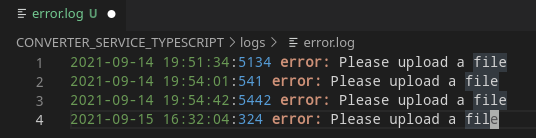 error.log U
CONVERTER_SERVICE_TYPESCRIPT > logs > error.log
1 2021-09-14 19:51:34:5134 error: Please upload a file
2 2021-09-14 19:54:01:541 error: Please upload a file
3 2021-09-14 19:54:42:5442 error: Please upload a file
4 2021-09-15 16:32:04:324 error: Please upload a file